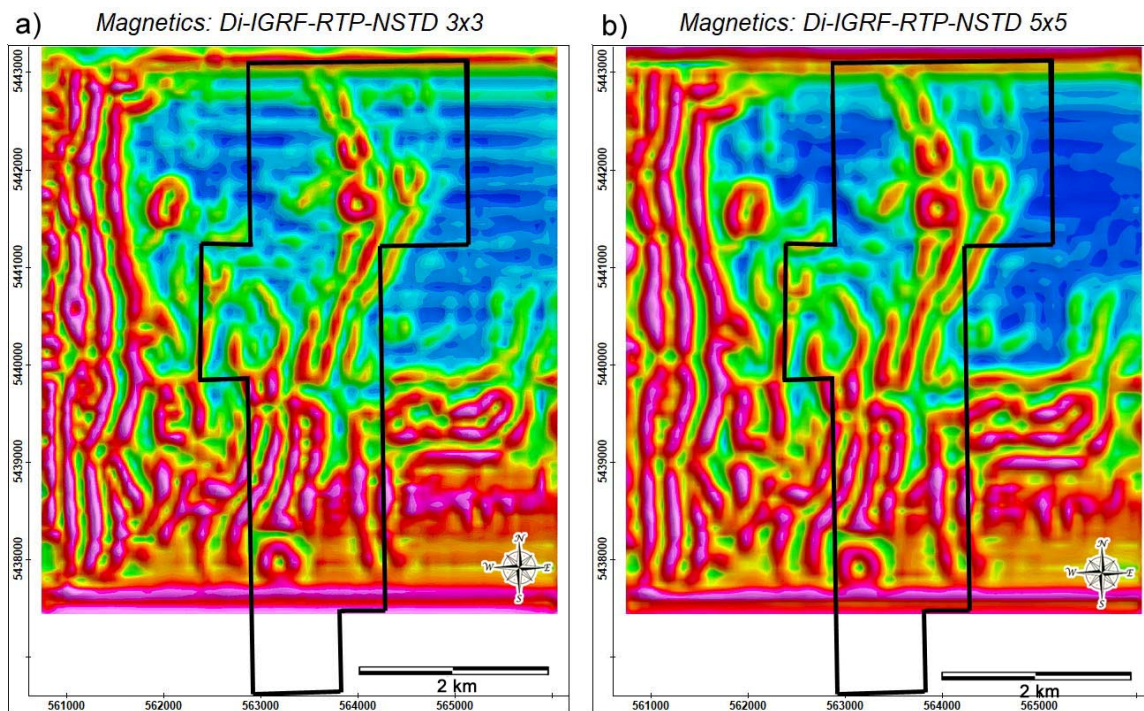 a) Magnetics: Di-IGRF-RTP-NSTD 3x3
5443000
5442000
5441000
5440000
5439000
5438000
N
W E
S
2 km
561000 562000 563000 564000 565000
b) Magnetics: Di-IGRF-RTP-NSTD 5x5
5443000
5442000
5441000
5440000
5439000
5438000
N
W E
S
2 km
561000 562000 563000 564000 565000